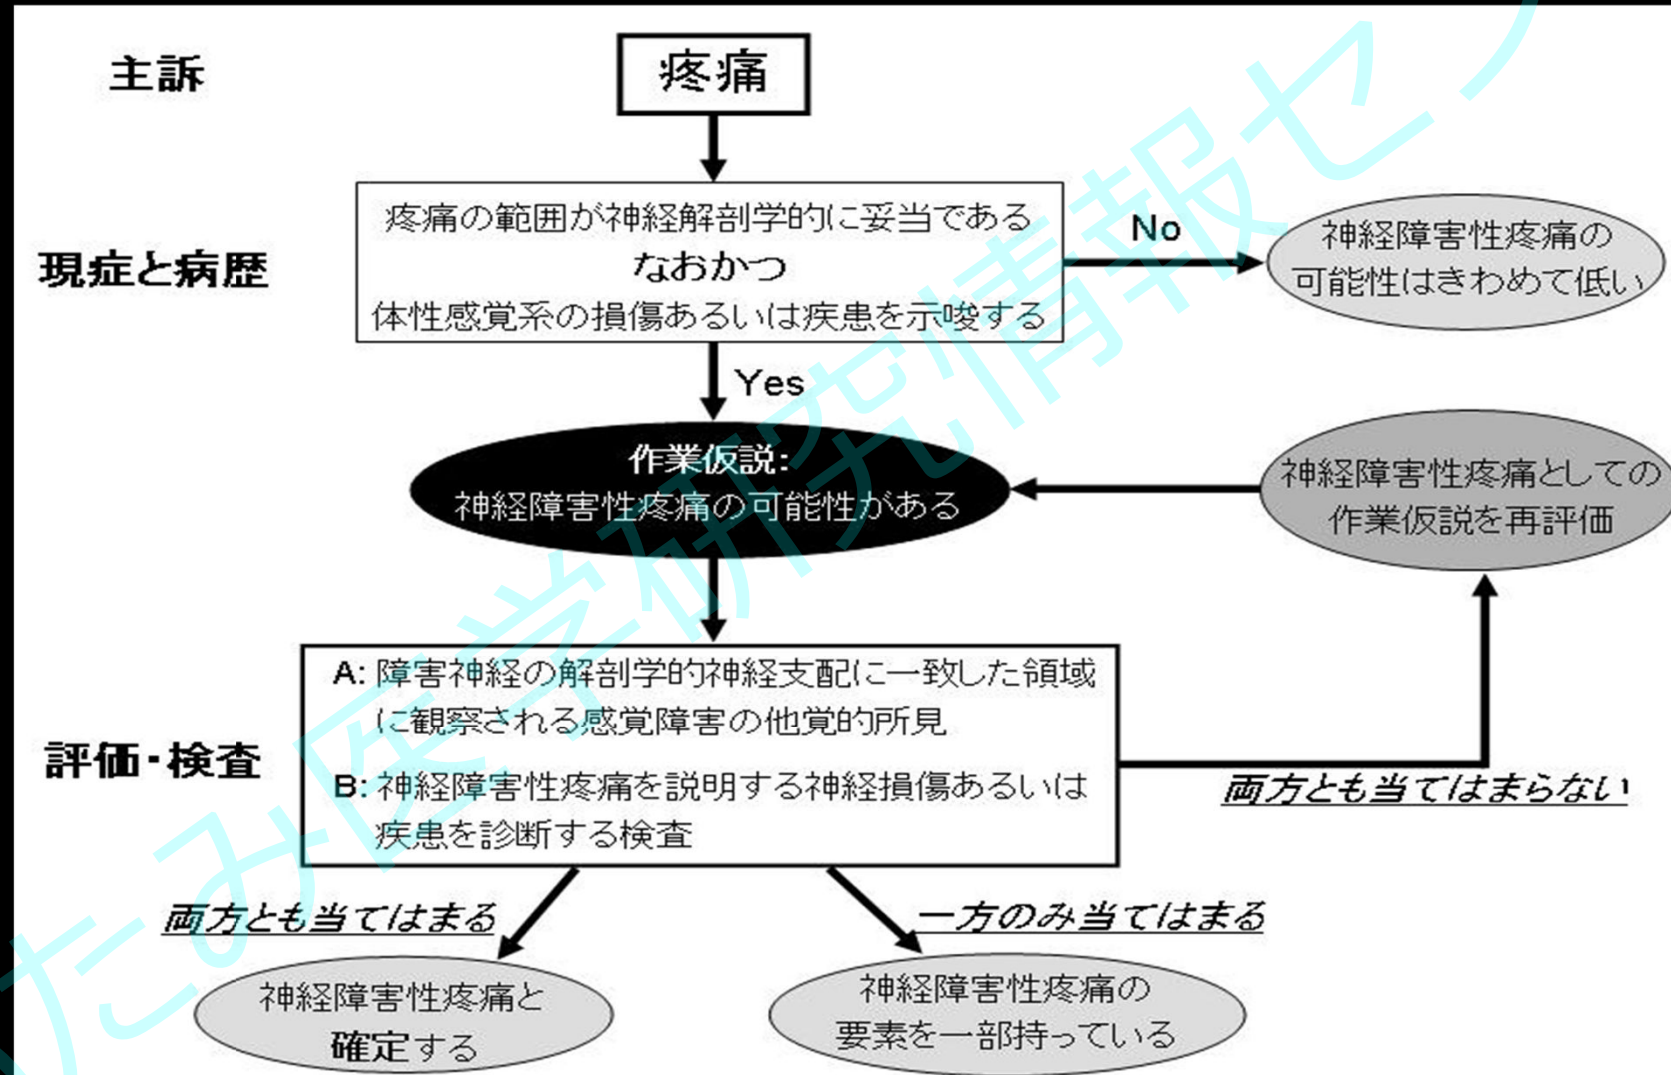 主訴
疼痛
現症と病歴
疼痛の範囲が神経解剖学的に妥当である
なおかつ
体性感覚系の損傷あるいは疾患を示唆する
No
神経障害性疼痛の
可能性はきわめて低い
Yes
作業仮説:
神経障害性疼痛の可能性がある
神経障害性疼痛としての
作業仮説を再評価
評価・検査
A: 障害神経の解剖学的神経支配に一致した領域
に観察される感覚障害の他覚的所見
B: 神経障害性疼痛を説明する神経損傷あるいは
疾患を診断する検査
両方とも当てはまらない
両方とも当てはまる
一方のみ当てはまる
神経障害性疼痛と
確定する
神経障害性疼痛の
要素を一部持っている
たみ医学研究情報セン